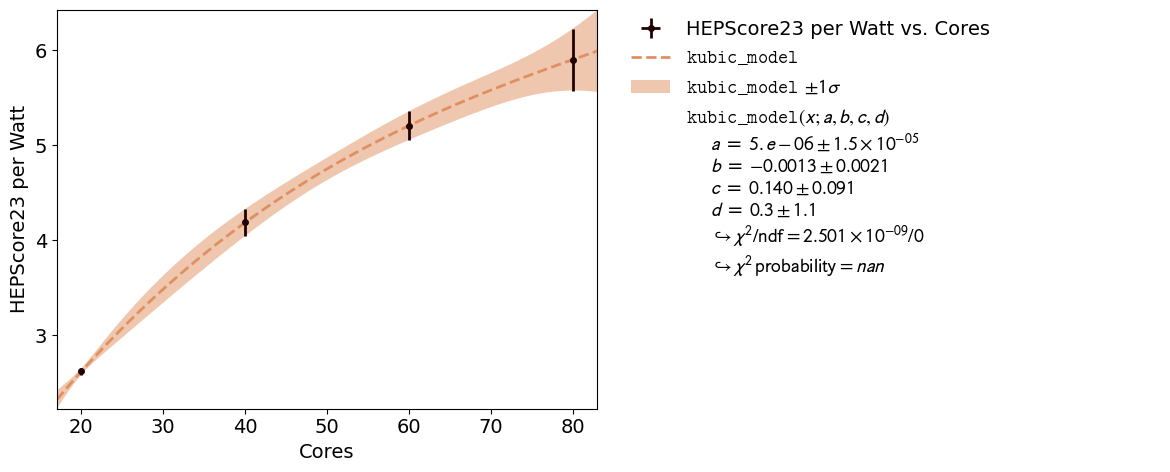 6
5
4
3
HEPScore23 per Watt
20 30 40 50 60 70 80
Cores
HEPScore23 per Watt vs. Cores
kubic_model
kubic_model ±1σ
kubic_model(x; a, b, c, d)
a = 5.e − 06 ± 1.5 × 10⁻⁰⁵
b = −0.0013 ± 0.0021
c = 0.140 ± 0.091
d = 0.3 ± 1.1
↪ χ²/ndf = 2.501 × 10⁻⁰⁹/0
↪ χ² probability = nan